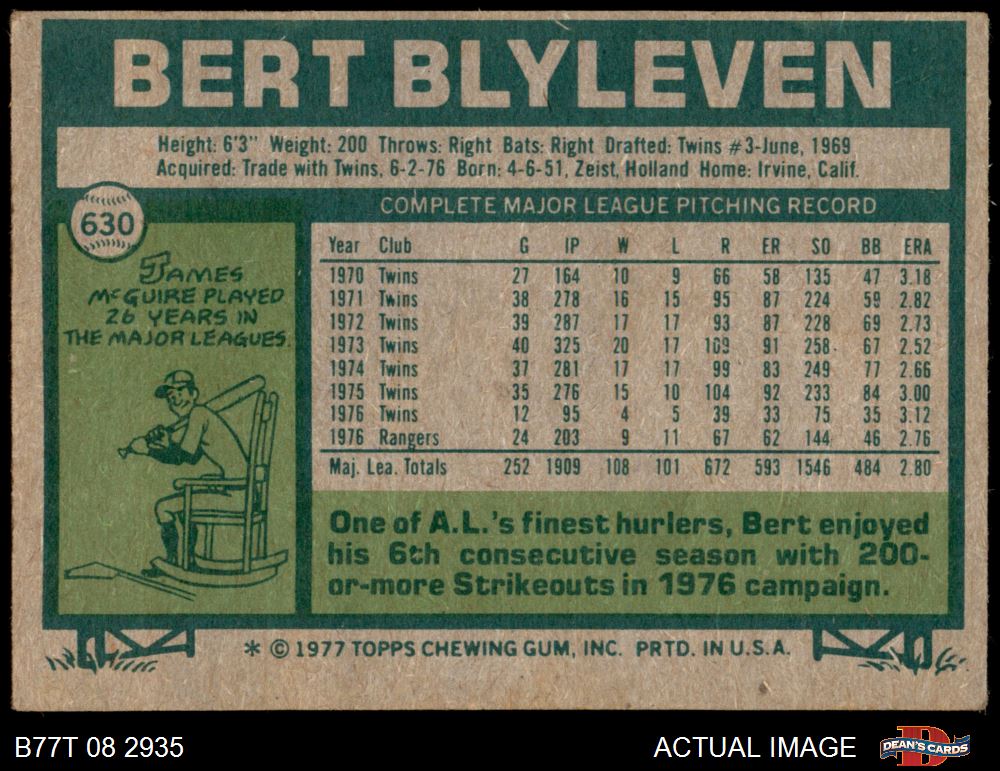 BERT BLYLEVEN
Height: 6'3" Weight: 200 Throws: Right Bats: Right Drafted: Twins #3-June, 1969
Acquired: Trade with Twins, 6-2-76 Born: 4-6-51, Zeist, Holland Home: Irvine, Calif.
630
JAMES
McGUIRE PLAYED
26 YEARS IN
THE MAJOR LEAGUES.
COMPLETE MAJOR LEAGUE PITCHING RECORD
Year Club G IP W L R ER SO BB ERA
1970 Twins 27 164 10 9 66 58 135 47 3.18
1971 Twins 38 278 16 15 95 87 224 59 2.82
1972 Twins 39 287 17 17 93 87 228 69 2.73
1973 Twins 40 325 20 17 109 91 258 67 2.52
1974 Twins 37 281 17 17 99 83 249 77 2.66
1975 Twins 35 276 15 10 104 92 233 84 3.00
1976 Twins 12 95 4 5 39 33 75 35 3.12
1976 Rangers 24 203 9 11 67 62 144 46 2.76
Maj. Lea. Totals 252 1909 108 101 672 593 1546 484 2.80
One of A.L.'s finest hurlers, Bert enjoyed
his 6th consecutive season with 200-
or-more Strikeouts in 1976 campaign.
* © 1977 TOPPS CHEWING GUM, INC. PRTD. IN U.S.A.
B77T 08 2935
ACTUAL IMAGE
DEAN'S CARDS